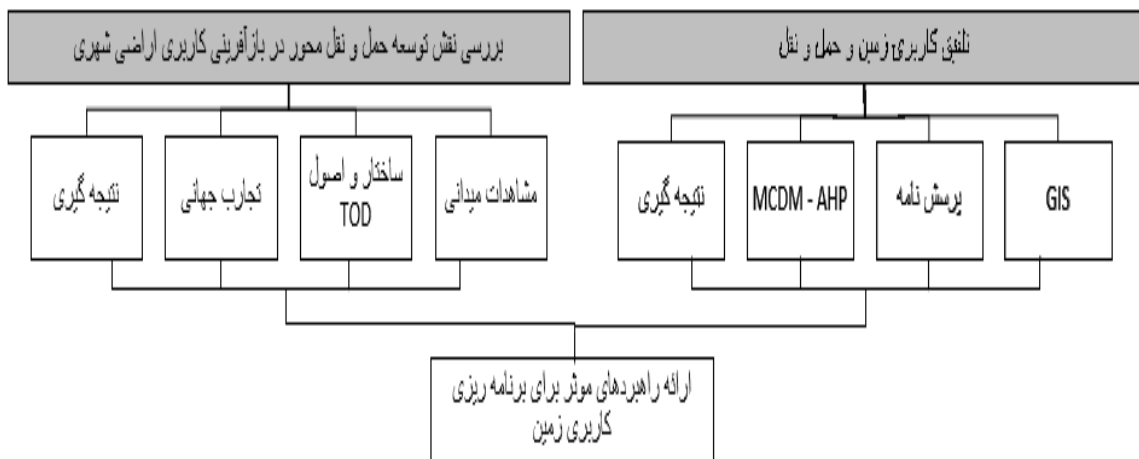 تلفیق کاربری زمین و حمل و نقل
بررسی نقش توسعه حمل و نقل محور در بازآفرینی کاربری اراضی شهری
GIS
پرسش نامه
MCDM - AHP
نتیجه گیری
مشاهدات میدانی
ساختار و اصول
TOD
تجارب جهانی
نتیجه گیری
ارائه راهبردهای موثر برای برنامه ریزی
کاربری زمین